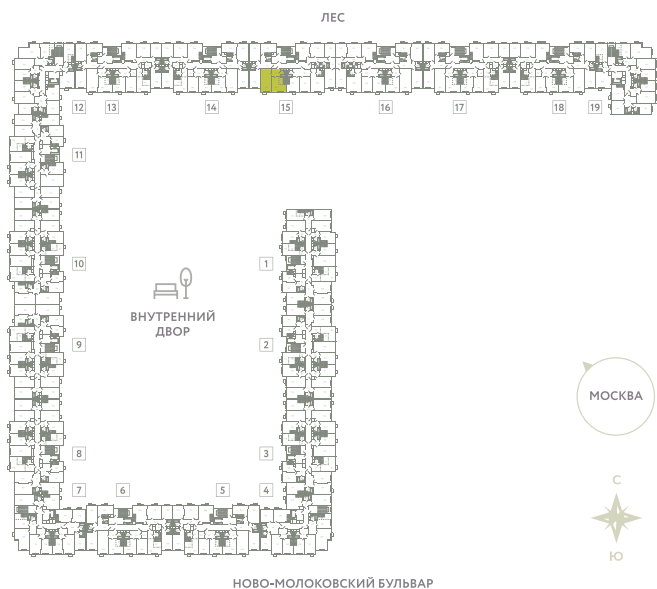 ЛЕС
12 13 14 15 16 17 18 19
11
10 1
ВНУТРЕННИЙ
ДВОР
9 2
МОСКВА
8 3
7 6 5 4
С
Ю
НОВО-МОЛОКОВСКИЙ БУЛЬВАР